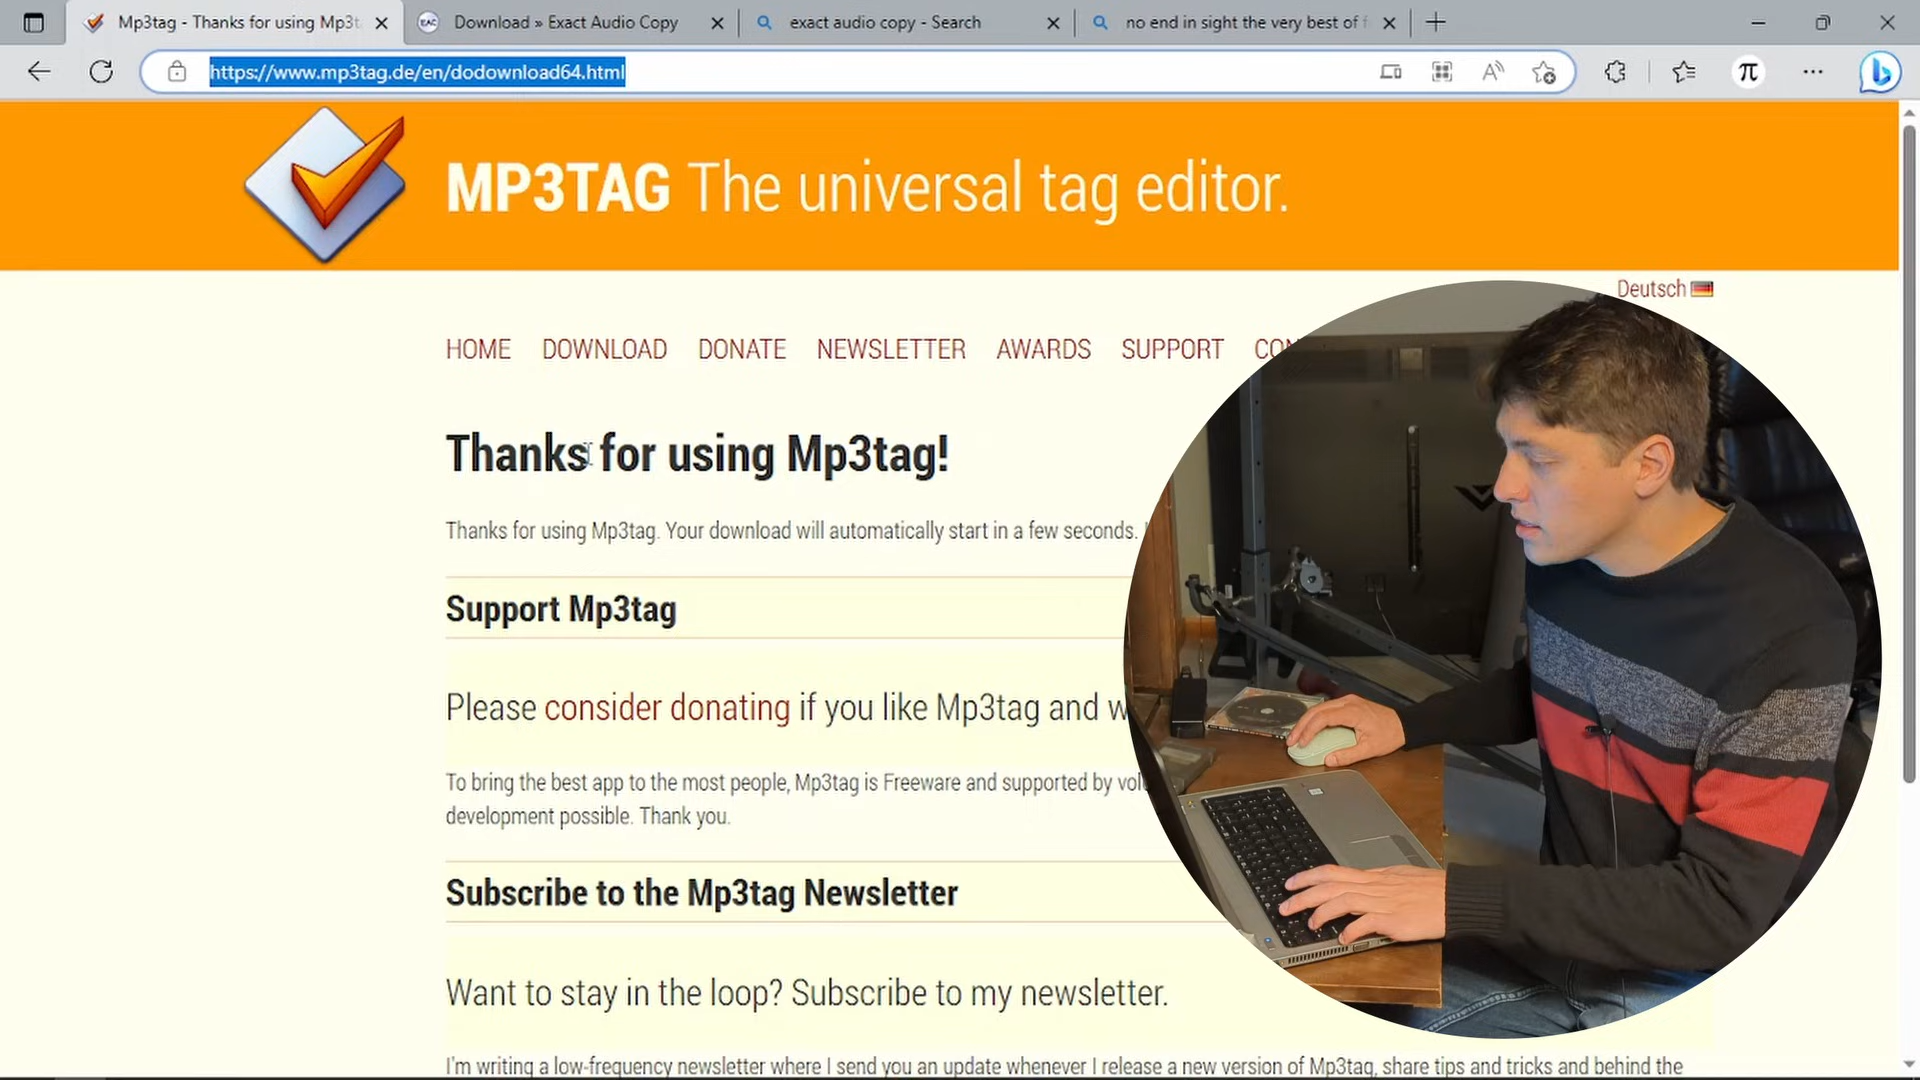 Mp3tag - Thanks for using Mp3t
Download » Exact Audio Copy
exact audio copy - Search
no end in sight the very best of f
https://www.mp3tag.de/en/dodownload64.html
MP3TAG The universal tag editor.
Deutsch
HOME DOWNLOAD DONATE NEWSLETTER AWARDS SUPPORT CON
Thanks for using Mp3tag!
Thanks for using Mp3tag. Your download will automatically start in a few seconds.
Support Mp3tag
Please consider donating if you like Mp3tag and w
To bring the best app to the most people, Mp3tag is Freeware and supported by vol
development possible. Thank you.
Subscribe to the Mp3tag Newsletter
Want to stay in the loop? Subscribe to my newsletter.
I'm writing a low-frequency newsletter where I send you an update whenever I release a new version of Mp3tag, share tips and tricks and behind the